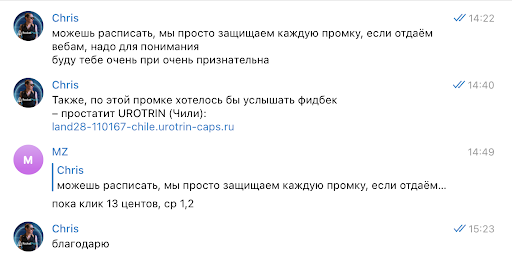 Chris
14:22
можешь расписать, мы просто защищаем каждую промку, если отдаём
вебам, надо для понимания
буду тебе очень при очень признательна
Chris
14:40
Также, по этой промке хотелось бы услышать фидбек
– простатит UROTRIN (Чили):
land28-110167-chile.urotrin-caps.ru
M
MZ
14:49
Chris
можешь расписать, мы просто защищаем каждую промку, если отдаём...
пока клик 13 центов, ср 1,2
Chris
15:23
благодарю